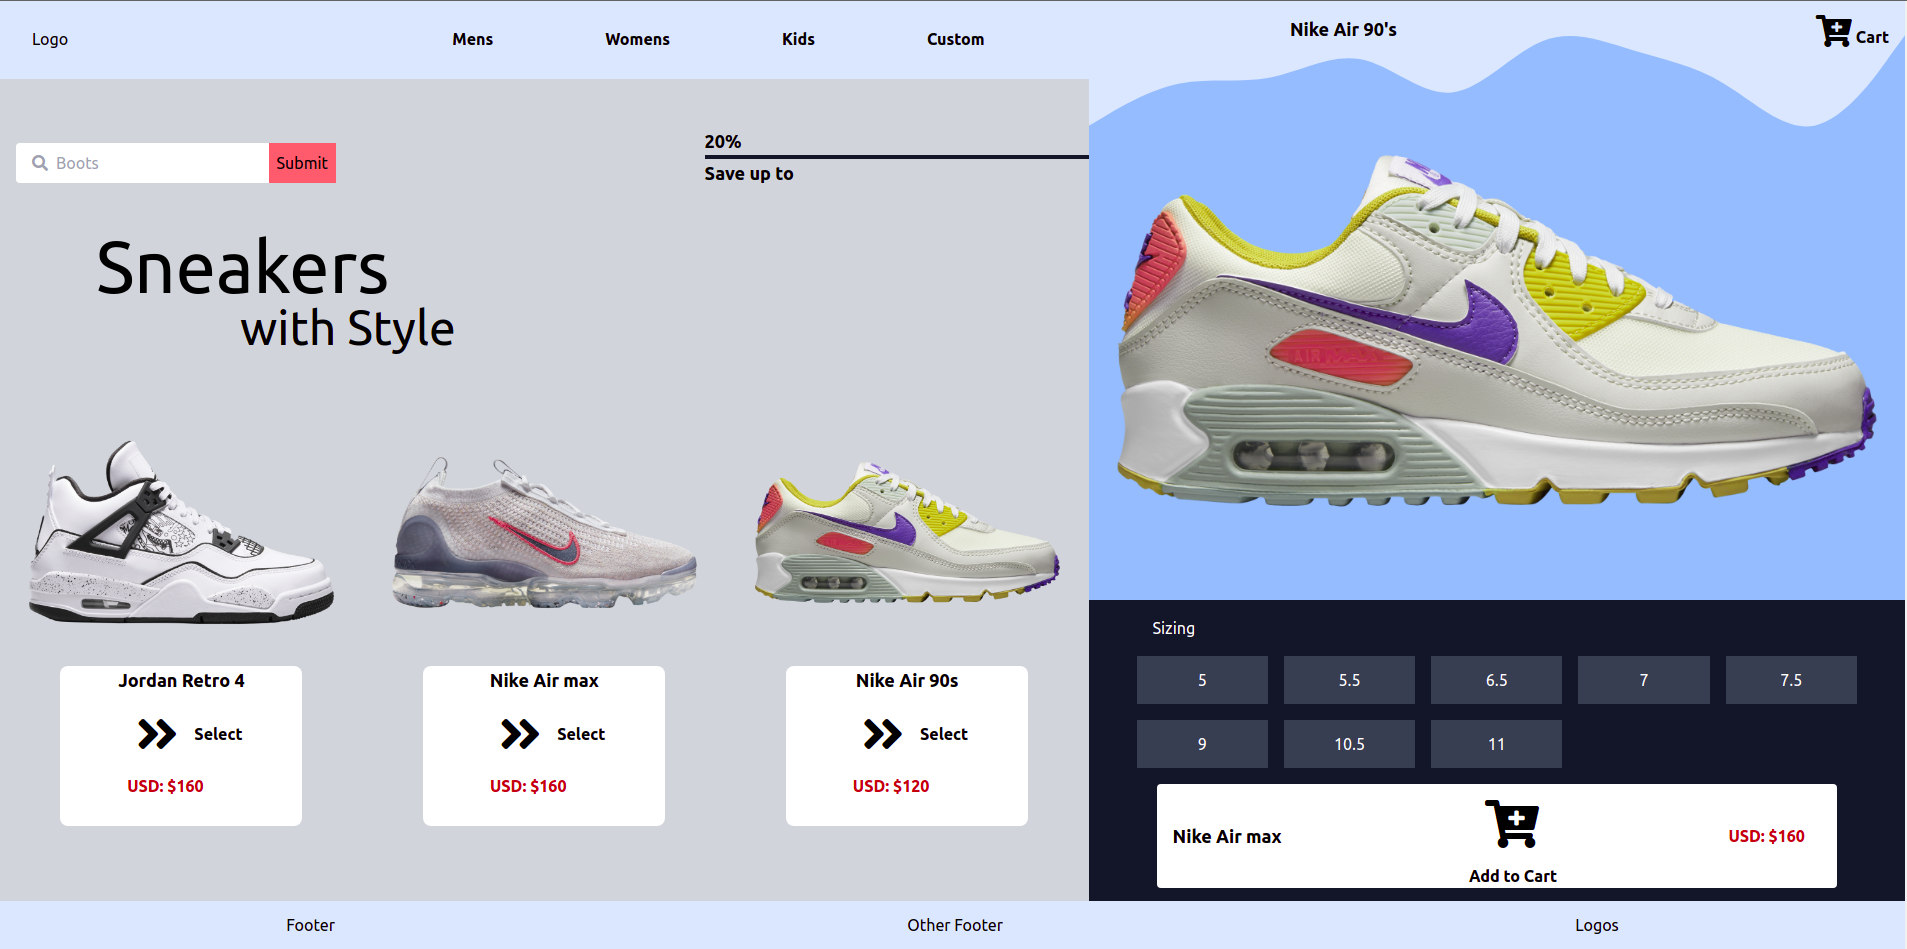 Logo
Mens
Womens
Kids
Custom
Nike Air 90's
Cart
Boots
Submit
20%
Save up to
Sneakers
with Style
AIR MAX
Jordan Retro 4
Select
USD: $160
Nike Air max
Select
USD: $160
Nike Air 90s
Select
USD: $120
Sizing
5
5.5
6.5
7
7.5
9
10.5
11
Nike Air max
Add to Cart
USD: $160
Footer
Other Footer
Logos